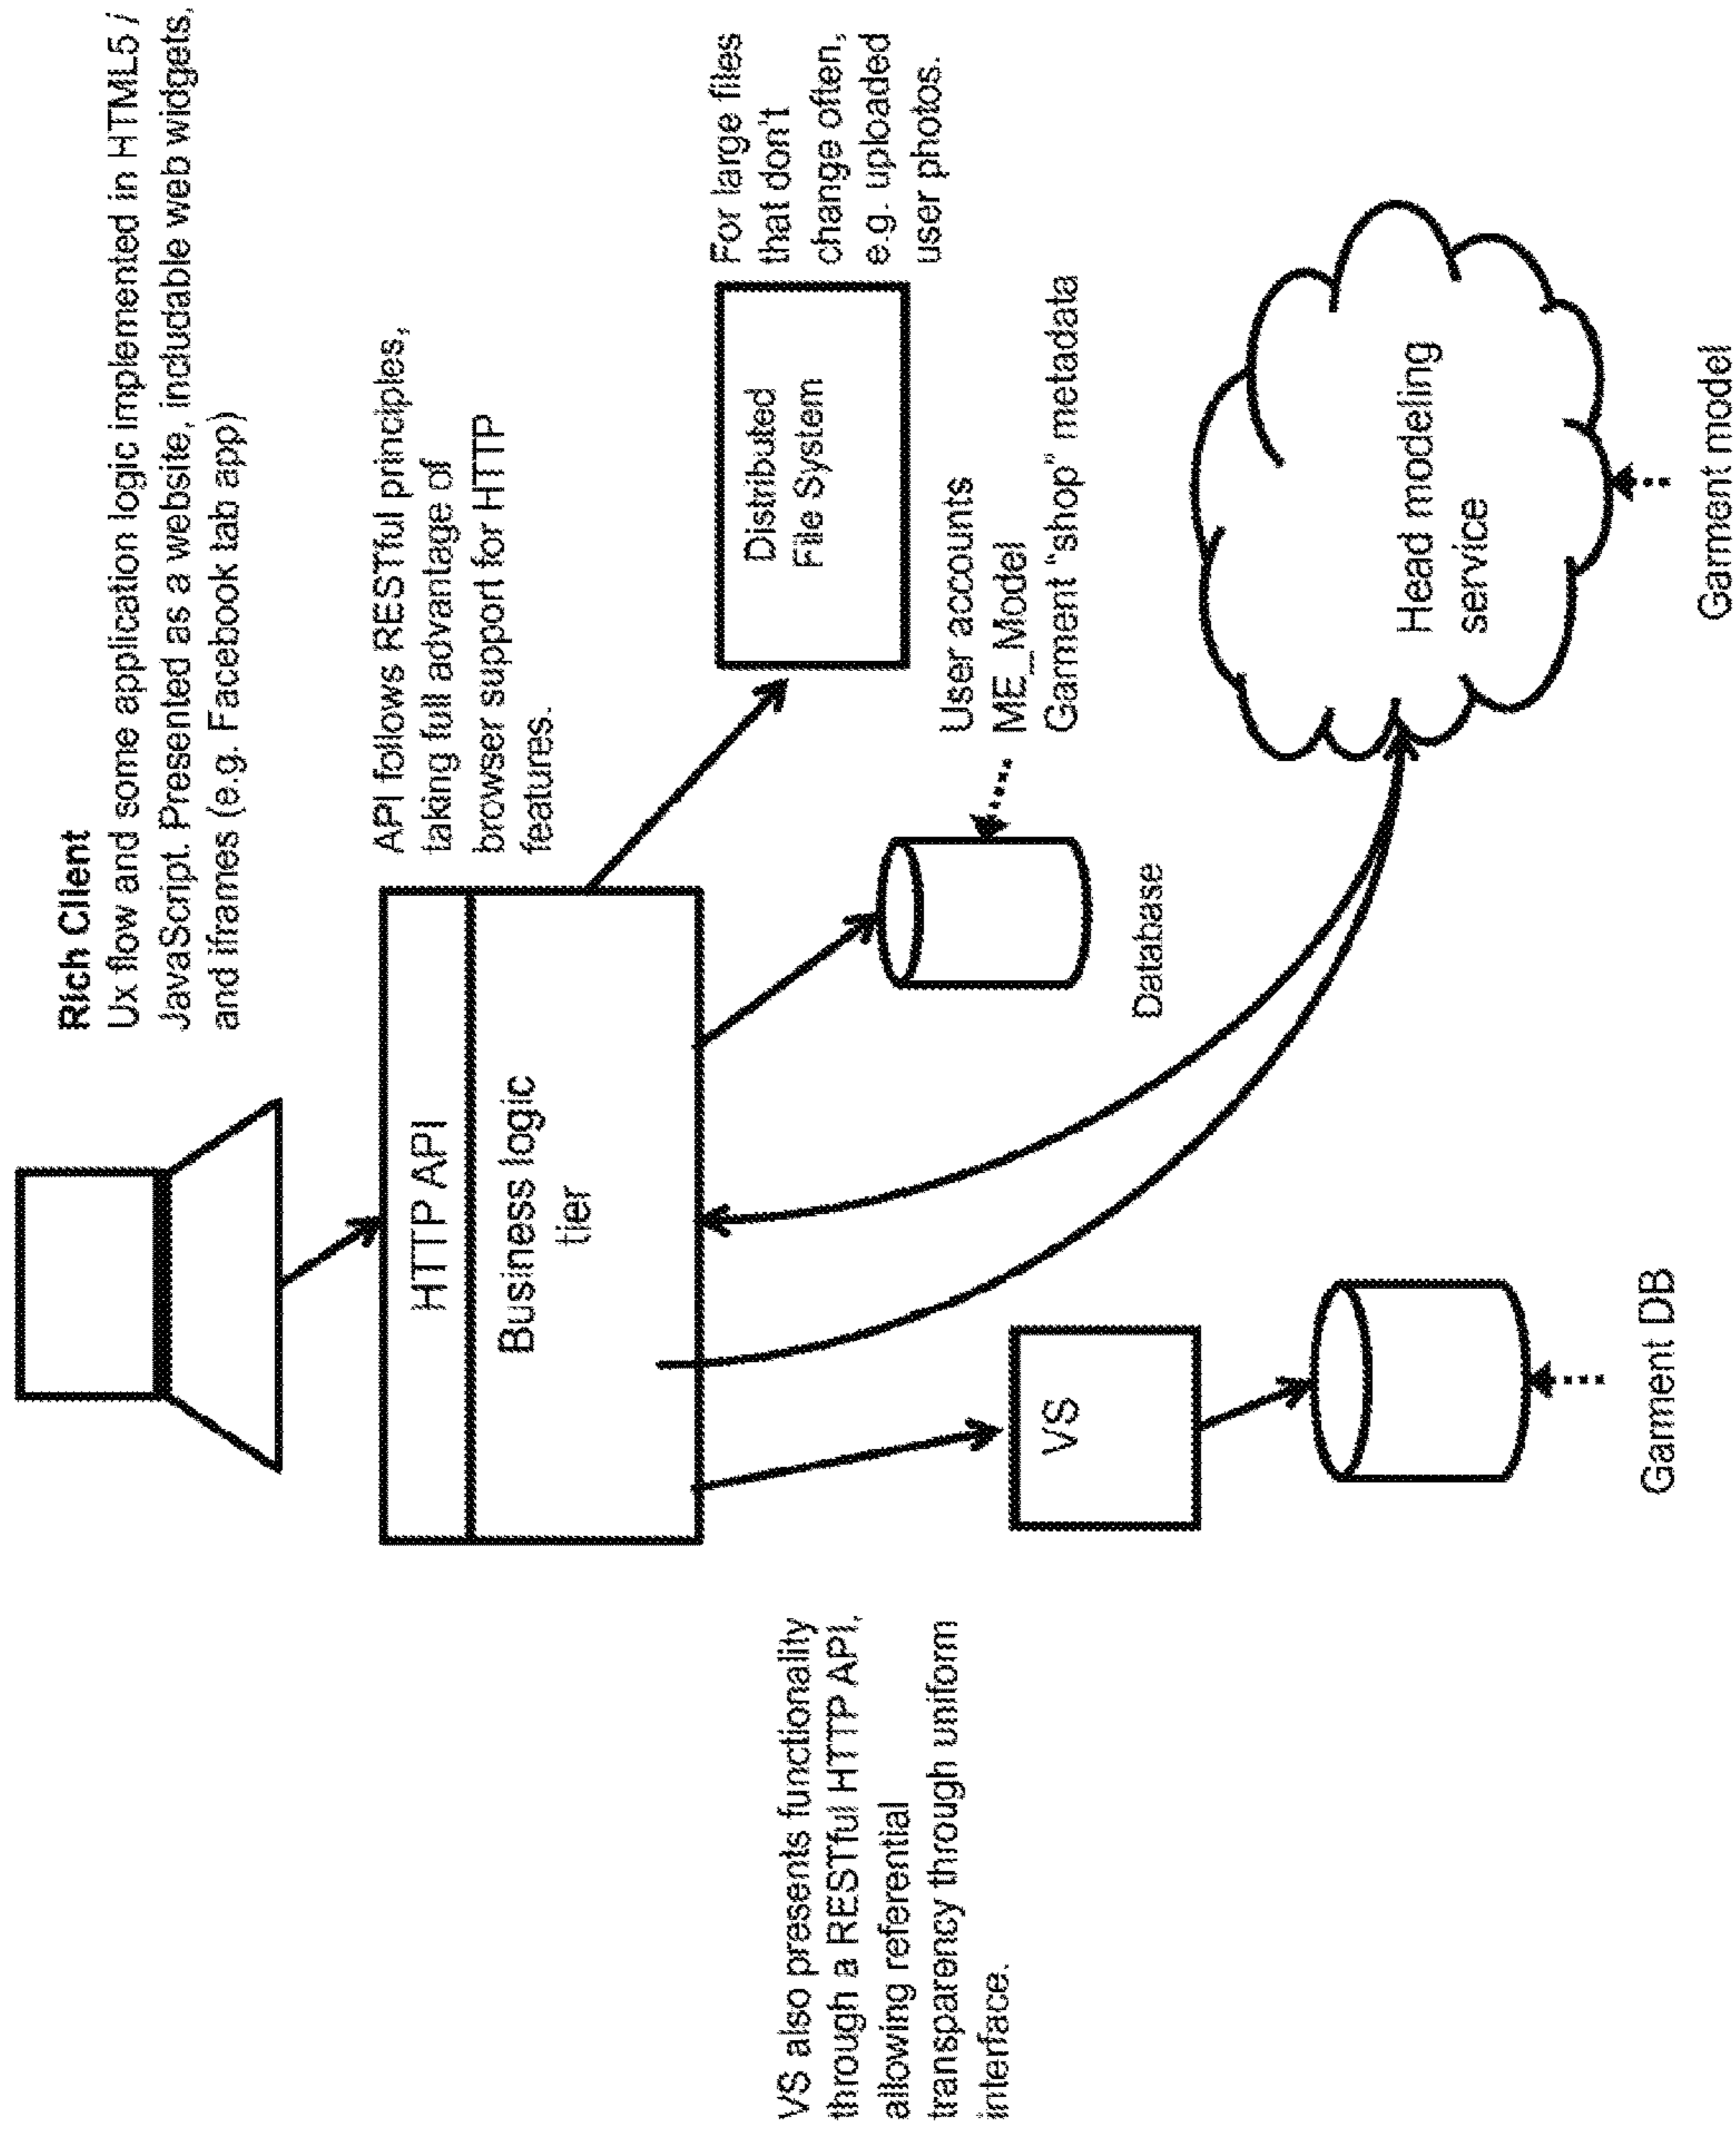 Rich Client
Ux flow and some application logic implemented in HTML5 /
JavaScript. Presented as a website, includable web widgets,
and iframes (e.g. Facebook tab app)
API follows RESTful principles,
taking full advantage of
browser support for HTTP
features.
HTTP API
Business logic
tier
For large files
that don't
change often,
e.g. uploaded
user photos.
Distributed
File System
VS also presents functionality
through a RESTful HTTP API,
allowing referential
transparency through uniform
interface.
User accounts
ME_Model
Garment "shop" metadata
Database
VS
Head modeling
service
Garment DB
Garment model